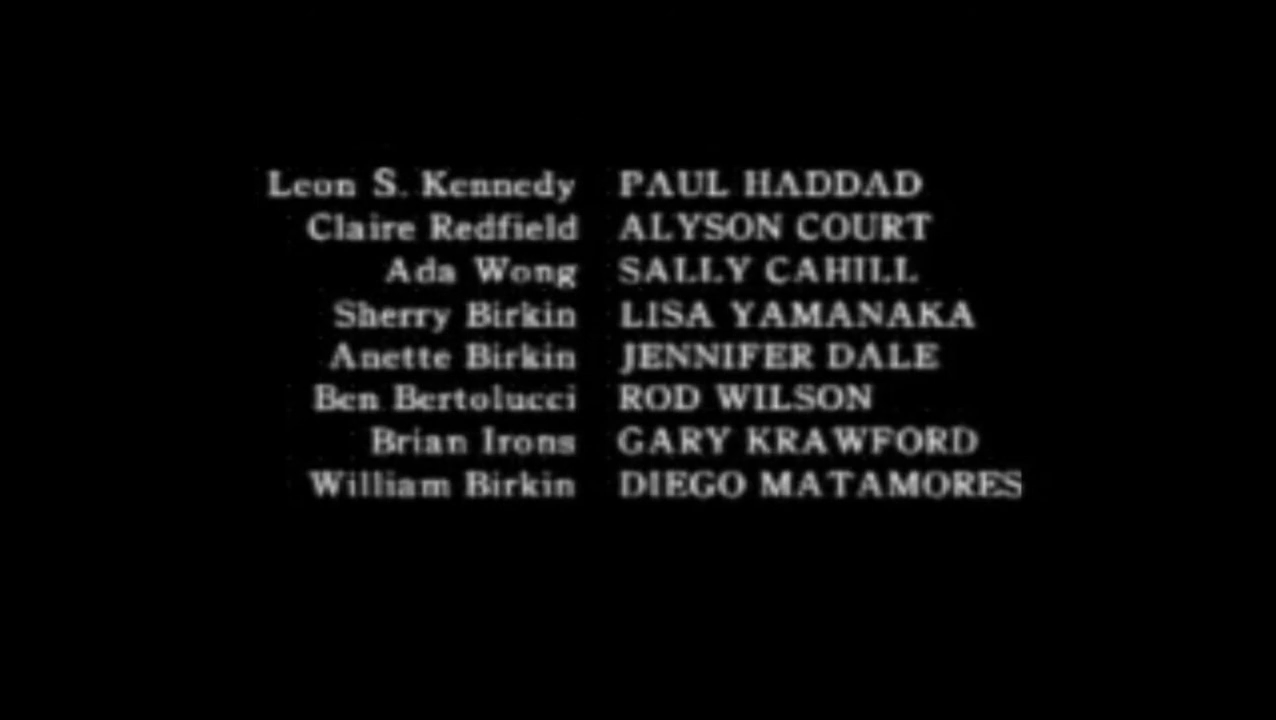 Leon S. Kennedy PAUL HADDAD
Claire Redfield ALYSON COURT
Ada Wong SALLY CAHILL
Sherry Birkin LISA YAMANAKA
Anette Birkin JENNIFER DALE
Ben Bertolucci ROD WILSON
Brian Irons GARY KRAWFORD
William Birkin DIEGO MATAMORES